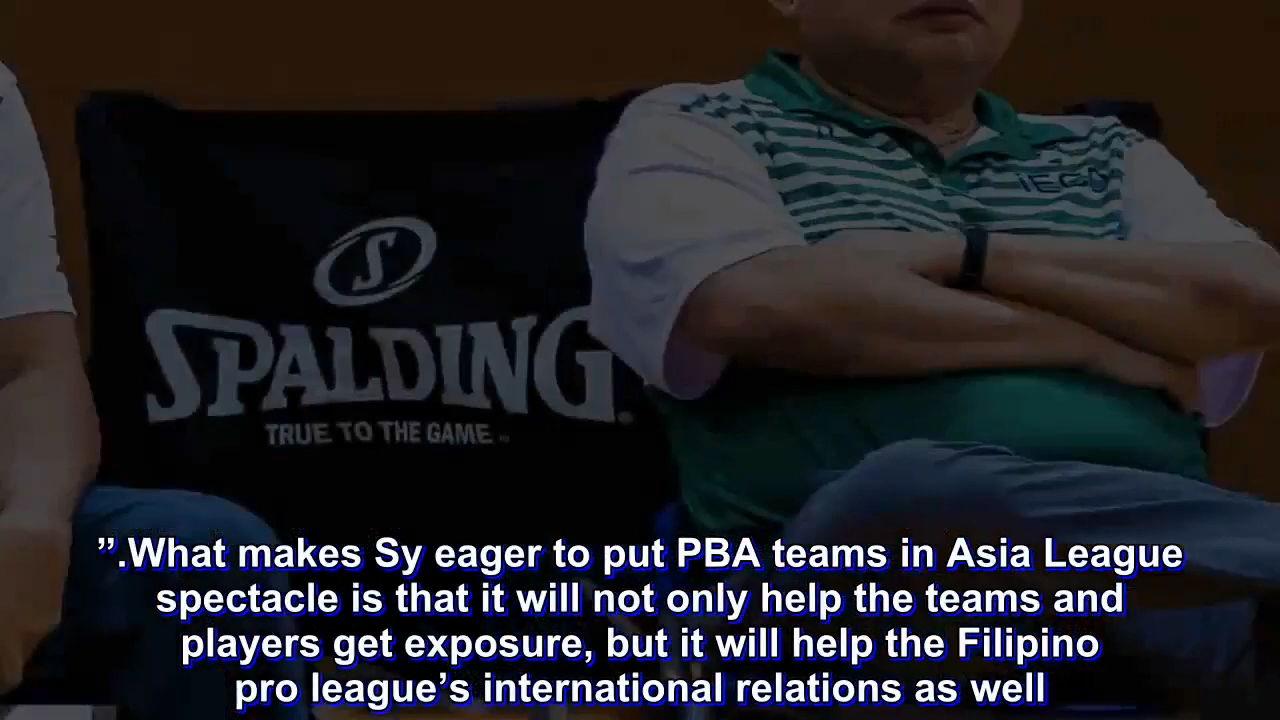 S
SPALDING
TRUE TO THE GAME
”.What makes Sy eager to put PBA teams in Asia League
spectacle is that it will not only help the teams and
players get exposure, but it will help the Filipino
pro league’s international relations as well